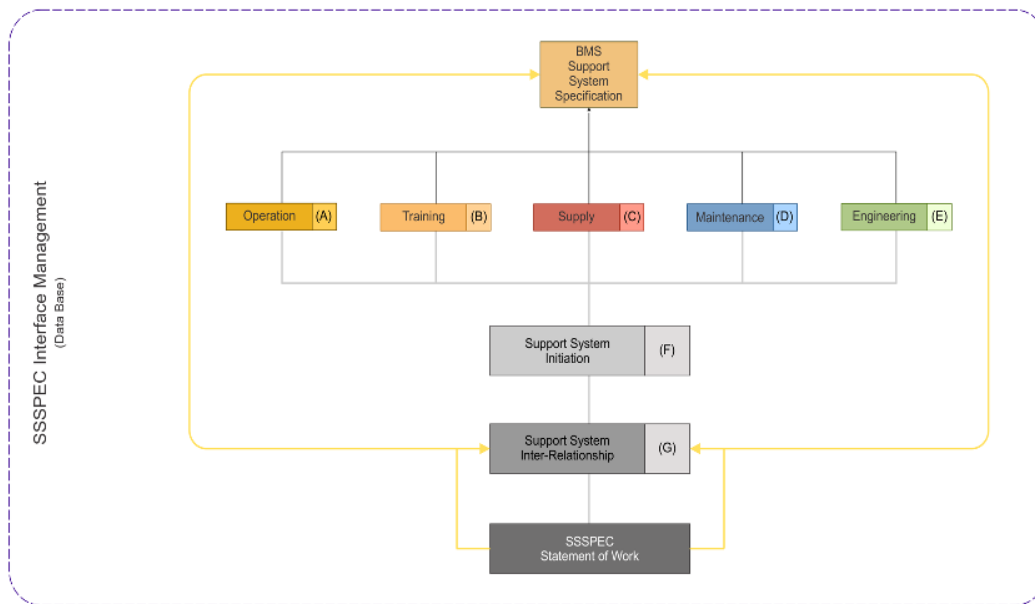 BMS
Support
System
Specification
Operation (A)
Training (B)
Supply (C)
Maintenance (D)
Engineering (E)
SSSPEC Interface Management
(Data Base)
Support System
Initiation
(F)
Support System
Inter-Relationship
(G)
SSSPEC
Statement of Work